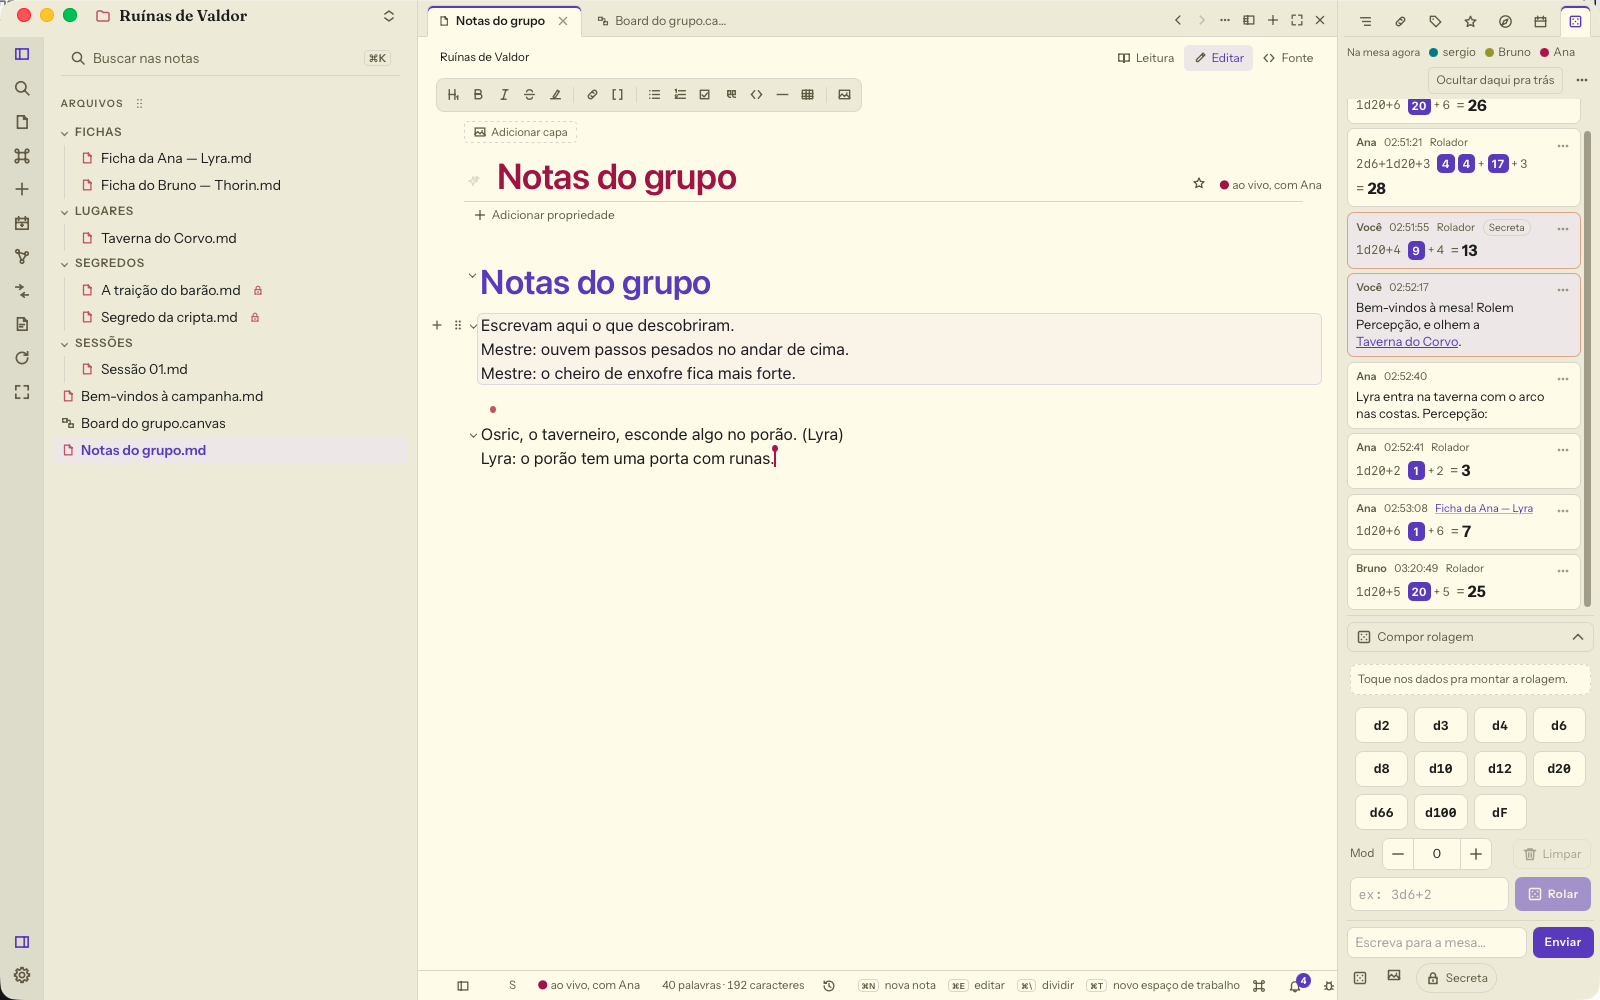 Ruínas de Valdor
Buscar nas notas ⌘K
ARQUIVOS
FICHAS
Ficha da Ana — Lyra.md
Ficha do Bruno — Thorin.md
LUGARES
Taverna do Corvo.md
SEGREDOS
A traição do barão.md
Segredo da cripta.md
SESSÕES
Sessão 01.md
Bem-vindos à campanha.md
Board do grupo.canvas
Notas do grupo.md
Notas do grupo
Board do grupo.ca...
Ruínas de Valdor
Leitura
Editar
Fonte
Adicionar capa
Notas do grupo
ao vivo, com Ana
Adicionar propriedade
Notas do grupo
Escrevam aqui o que descobriram.
Mestre: ouvem passos pesados no andar de cima.
Mestre: o cheiro de enxofre fica mais forte.
Osric, o taverneiro, esconde algo no porão. (Lyra)
Lyra: o porão tem uma porta com runas.
S ao vivo, com Ana 40 palavras · 192 caracteres ⌘N nova nota ⌘E editar ⌘\ dividir ⌘T novo espaço de trabalho 4
Na mesa agora sergio Bruno Ana
Ocultar daqui pra trás
1d20+6 20 + 6 = 26
Ana 02:51:21 Rolador
2d6+1d20+3 4 4 + 17 + 3
= 28
Você 02:51:55 Rolador Secreta
1d20+4 9 + 4 = 13
Você 02:52:17
Bem-vindos à mesa! Rolem
Percepção, e olhem a
Taverna do Corvo.
Ana 02:52:40
Lyra entra na taverna com o arco
nas costas. Percepção:
Ana 02:52:41 Rolador
1d20+2 1 + 2 = 3
Ana 02:53:08 Ficha da Ana — Lyra
1d20+6 1 + 6 = 7
Bruno 03:20:49 Rolador
1d20+5 20 + 5 = 25
Compor rolagem
Toque nos dados pra montar a rolagem.
d2 d3 d4 d6
d8 d10 d12 d20
d66 d100 dF
Mod 0 Limpar
ex: 3d6+2 Rolar
Escreva para a mesa... Enviar
Secreta